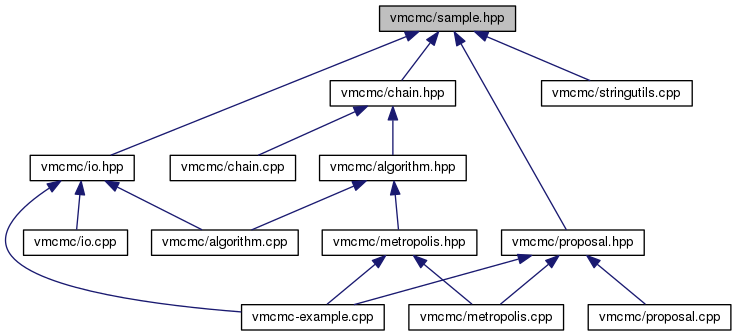 vmcmc/sample.hpp
vmcmc/chain.hpp
vmcmc/stringutils.cpp
vmcmc/io.hpp
vmcmc/chain.cpp
vmcmc/algorithm.hpp
vmcmc/io.cpp
vmcmc/algorithm.cpp
vmcmc/metropolis.hpp
vmcmc/proposal.hpp
vmcmc-example.cpp
vmcmc/metropolis.cpp
vmcmc/proposal.cpp